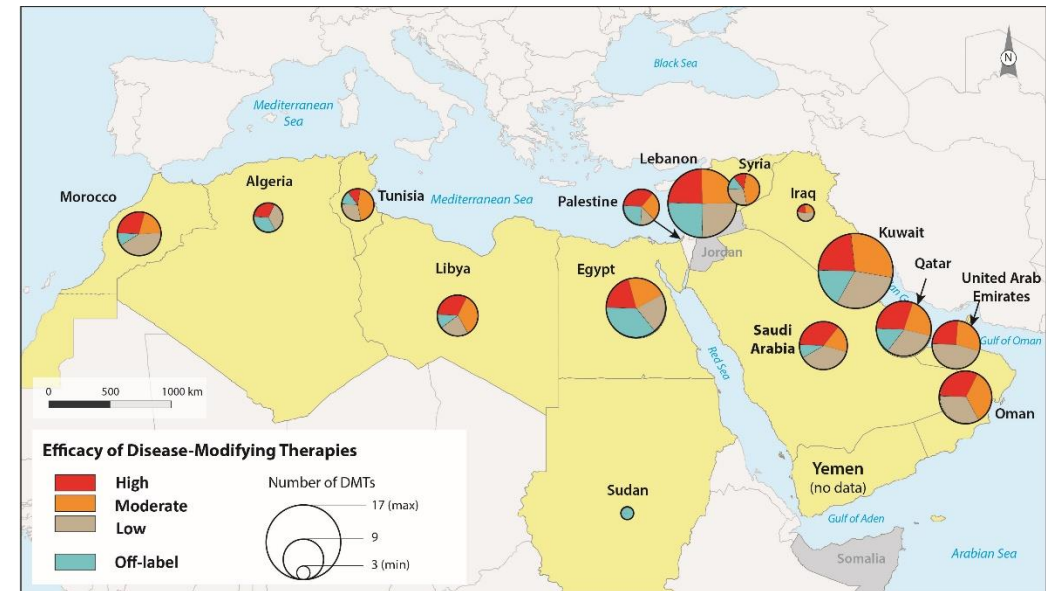 Black Sea
N
Mediterranean
Sea
Lebanon
Syria
Morocco
Algeria
Tunisia
Mediterranean Sea
Palestine
Iraq
Jordan
Kuwait
Qatar
United Arab
Emirates
Libya
Egypt
Saudi
Arabia
Gulf of Oman
Red Sea
Oman
0 500 1000 km
Efficacy of Disease-Modifying Therapies
High
Moderate
Low
Off-label
Number of DMTs
17 (max)
9
3 (min)
Sudan
Yemen
(no data)
Gulf of Aden
Somalia
Arabian Sea